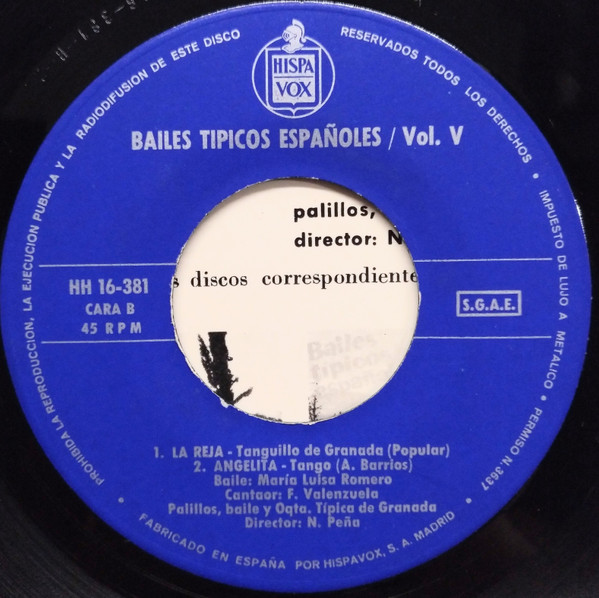 PROHIBIDA LA REPRODUCCION, LA EJECUCION PUBLICA Y LA RADIODIFUSION DE ESTE DISCO
RESERVADOS TODOS LOS DERECHOS • IMPUESTO DE LUJO A METALICO • PERMISO N. 3637
HISPA
VOX
BAILES TIPICOS ESPAÑOLES / Vol. V
palillos,
director: N
s discos correspondiente
HH 16-381
CARA B
45 RPM
S.G.A.E.
Bailes
típicos
españo
1. LA REJA - Tanguillo de Granada (Popular)
2. ANGELITA - Tango (A. Barrios)
Baile: María Luisa Romero
Cantaor: F. Valenzuela
Palillos, baile y Oqta. Típica de Granada
Director: N. Peña
• FABRICADO EN ESPAÑA POR HISPAVOX, S. A. MADRID •